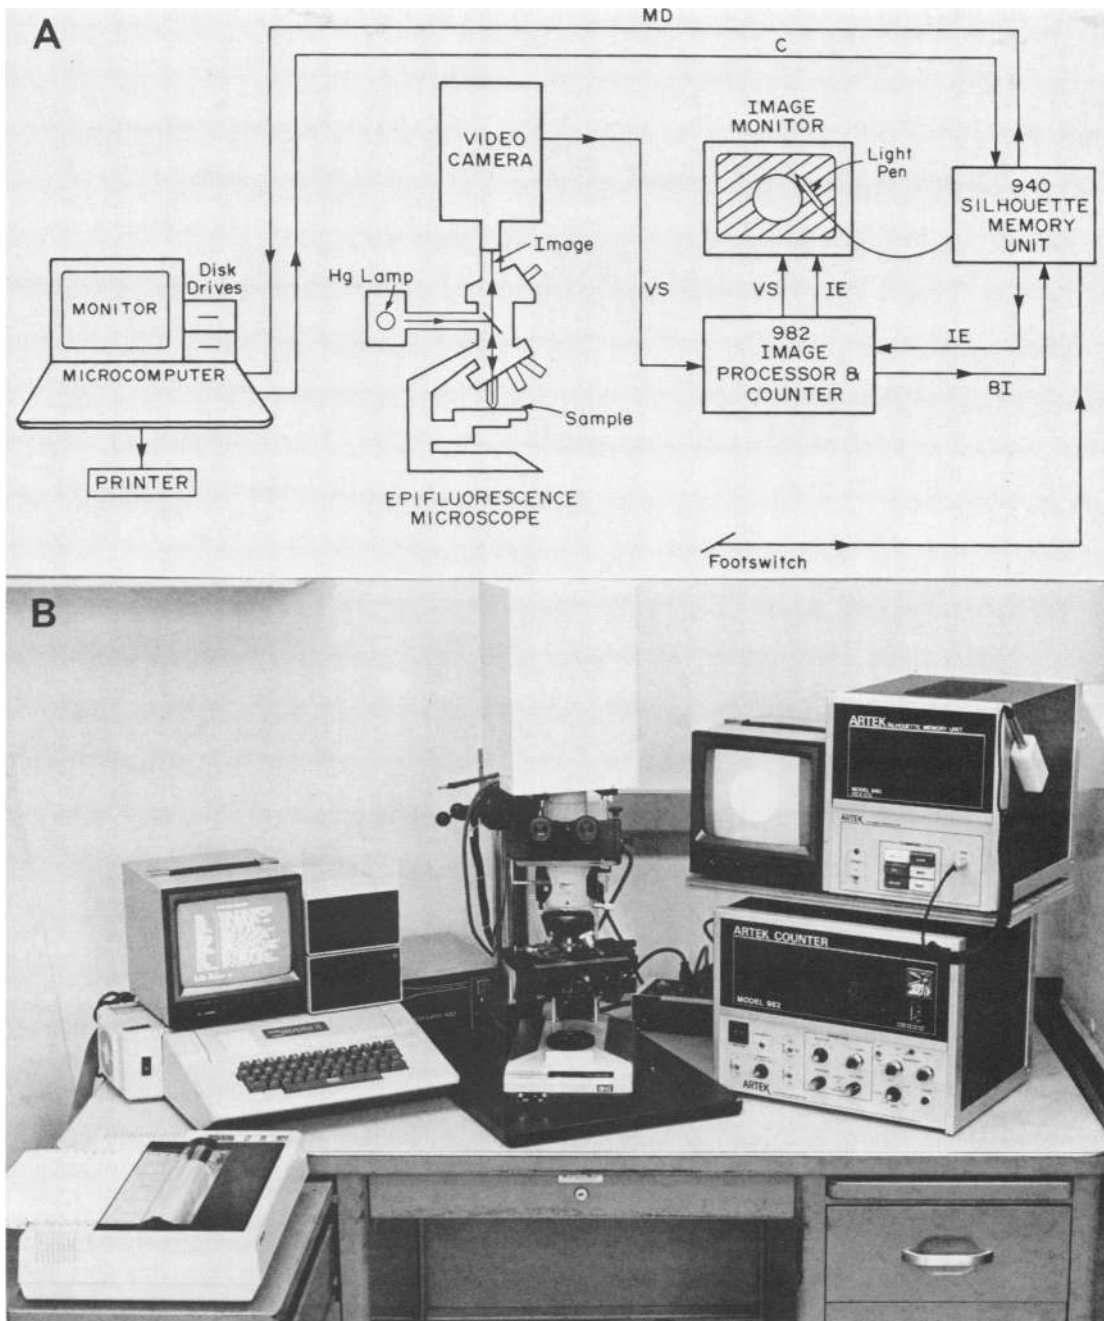 A
MD
C
VIDEO
CAMERA
IMAGE
MONITOR
Light
Pen
940
SILHOUETTE
MEMORY
UNIT
Image
Hg Lamp
Disk
Drives
MONITOR
MICROCOMPUTER
VS
VS
IE
982
IMAGE
PROCESSOR &
COUNTER
IE
BI
Sample
PRINTER
EPIFLUORESCENCE
MICROSCOPE
Footswitch
B
ARTEK SILHOUETTE MEMORY UNIT
ARTEK
ARTEK COUNTER
MODEL 982
ARTEK